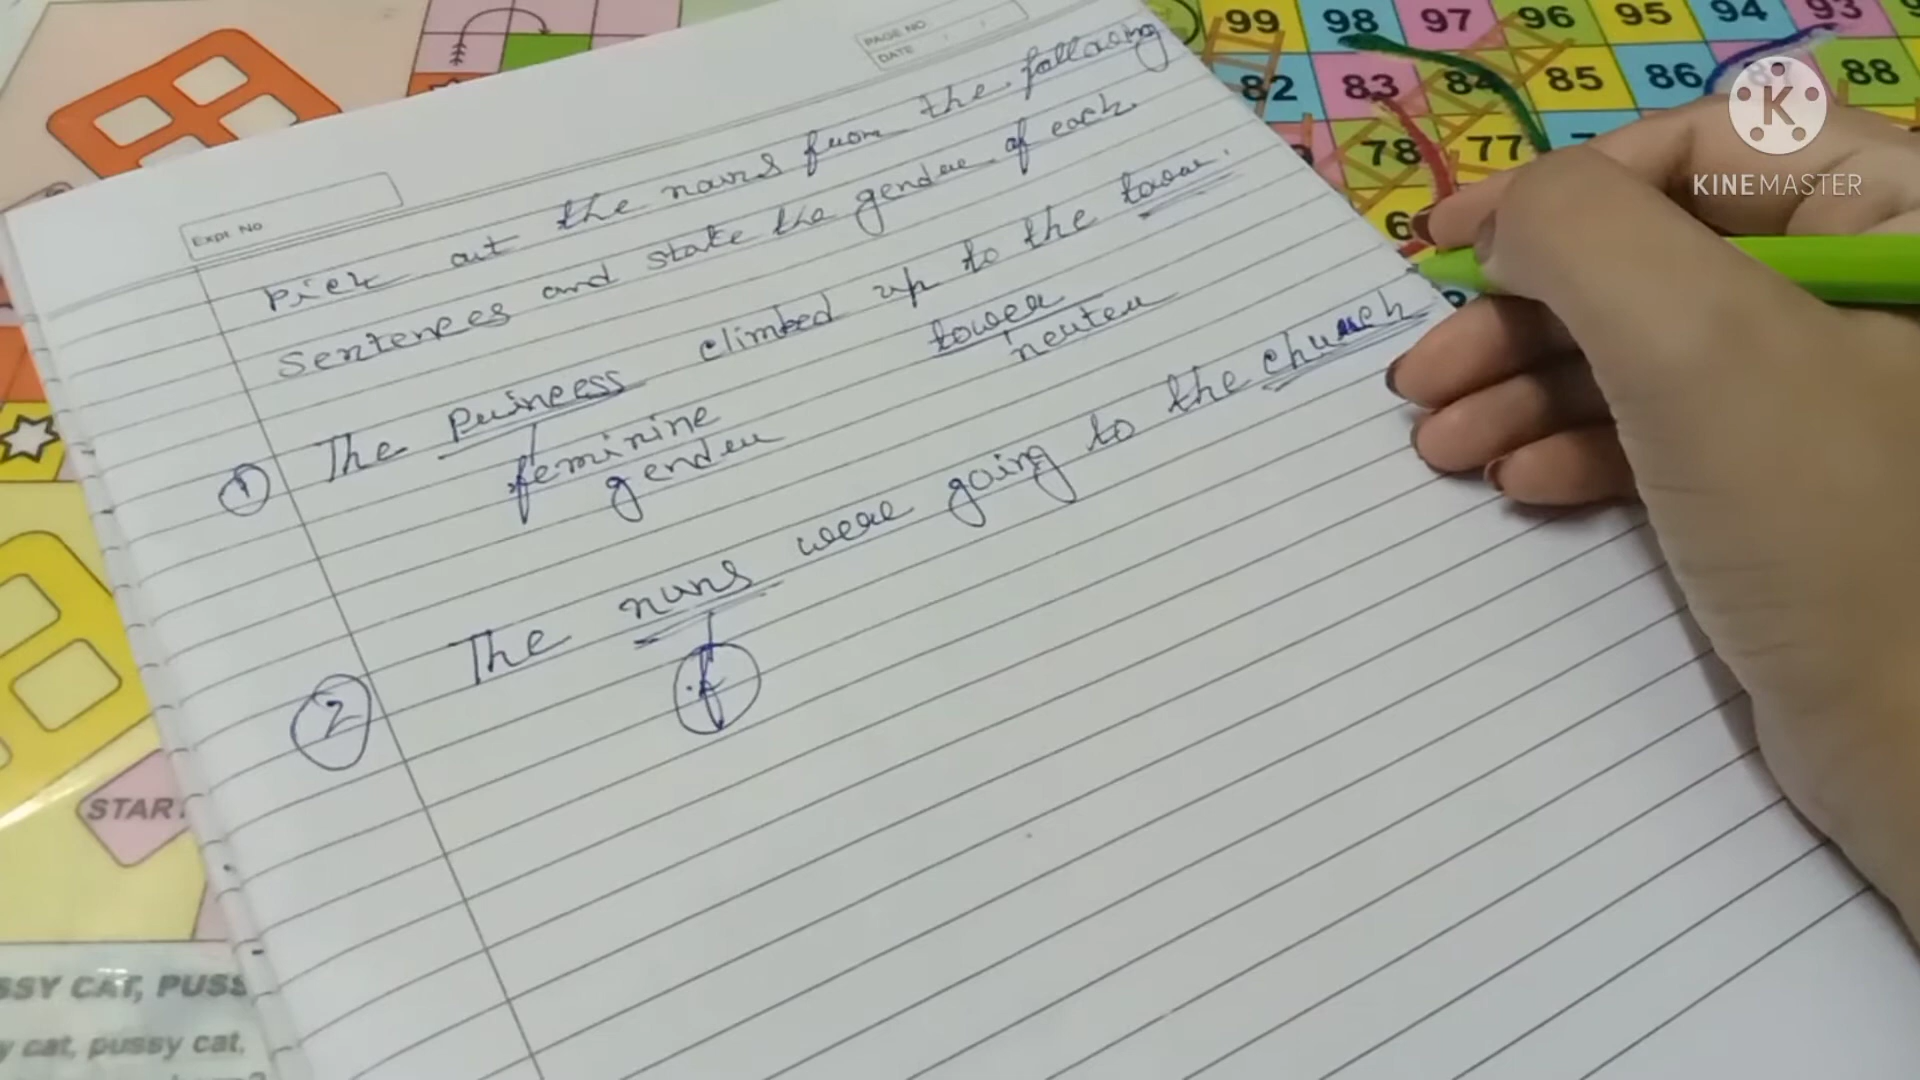 PAGE NO
DATE
Expt No
Pick out the nouns from the following
Sentences and state the gender of each.
① The Princess climbed up to the tower.
feminine
gender
tower
neuter
② The nuns were going to the church
f
99 98 97 96 95 94 93
82 83 84 85 86 87 88
78 77
6
K
KINEMASTER
START
SSY CAT, PUSS
y cat, pussy cat,